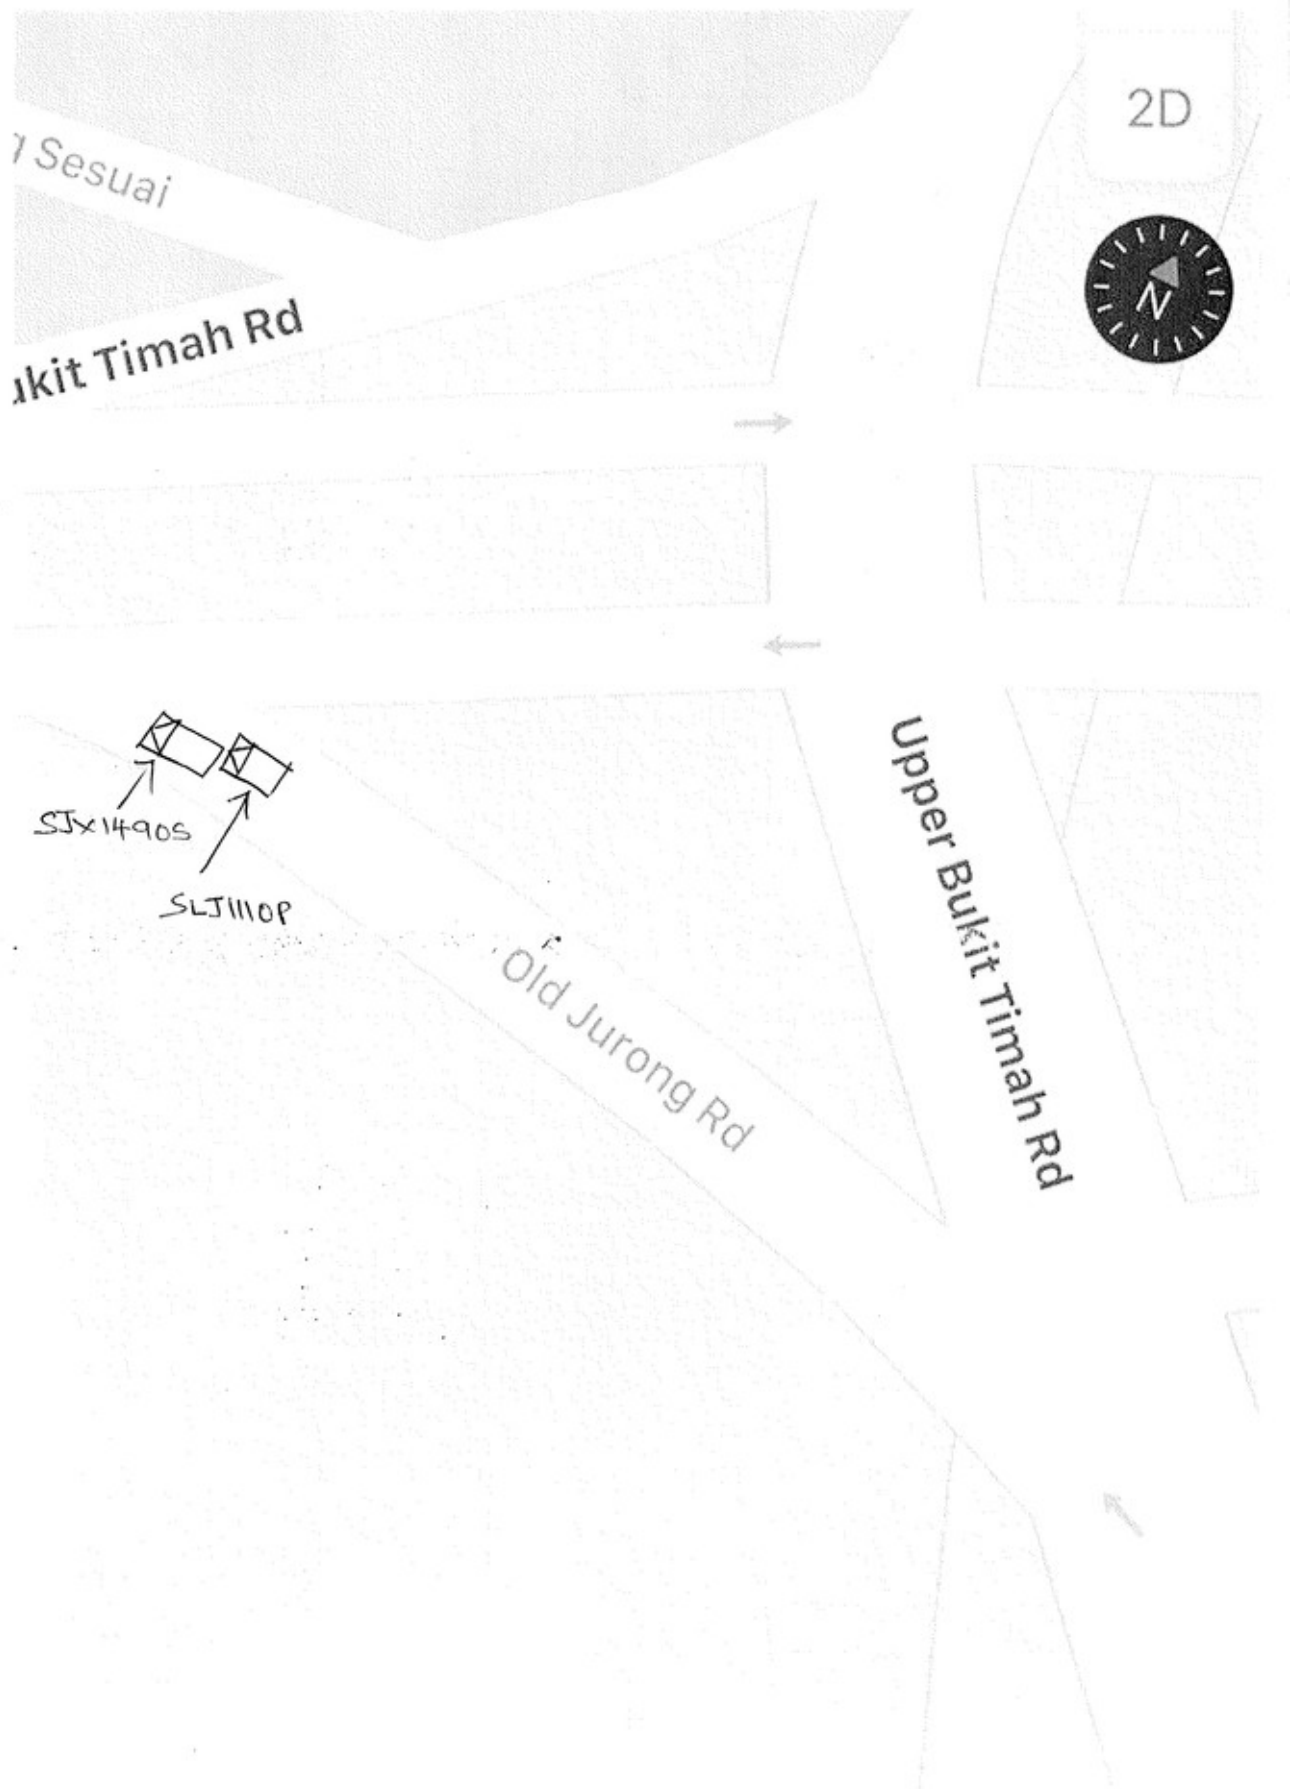 2D
Sesuai
N
ukit Timah Rd
Upper Bukit Timah Rd
SJX1490S
SLJ1110P
Old Jurong Rd